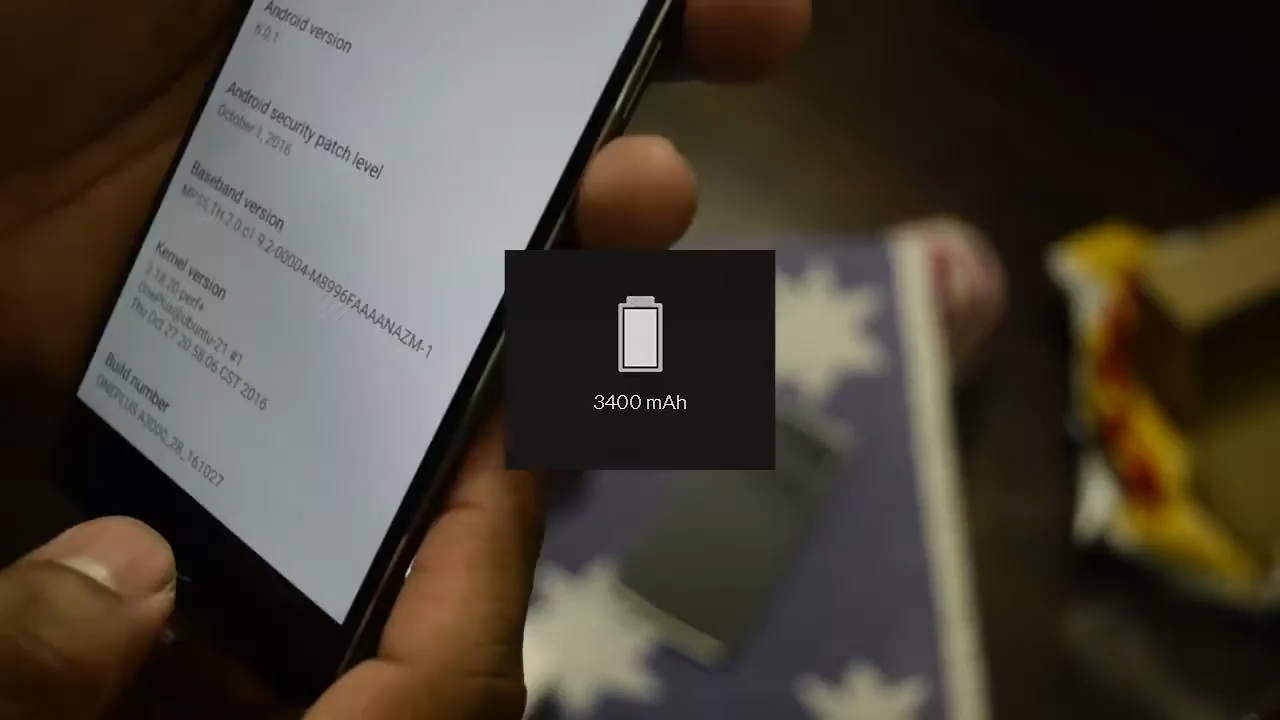 Android version
6.0.1
Android security patch level
October 1, 2016
Baseband version
MPSS.TH.2.0.c1.9.2-00004-M8996FAAAANAZM-1
Kernel version
3.18.20-perf+
OnePlus@ubuntu-21 #1
Thu Oct 27 20:58:06 CST 2016
Build number
ONEPLUS A3000_28_161027
3400 mAh